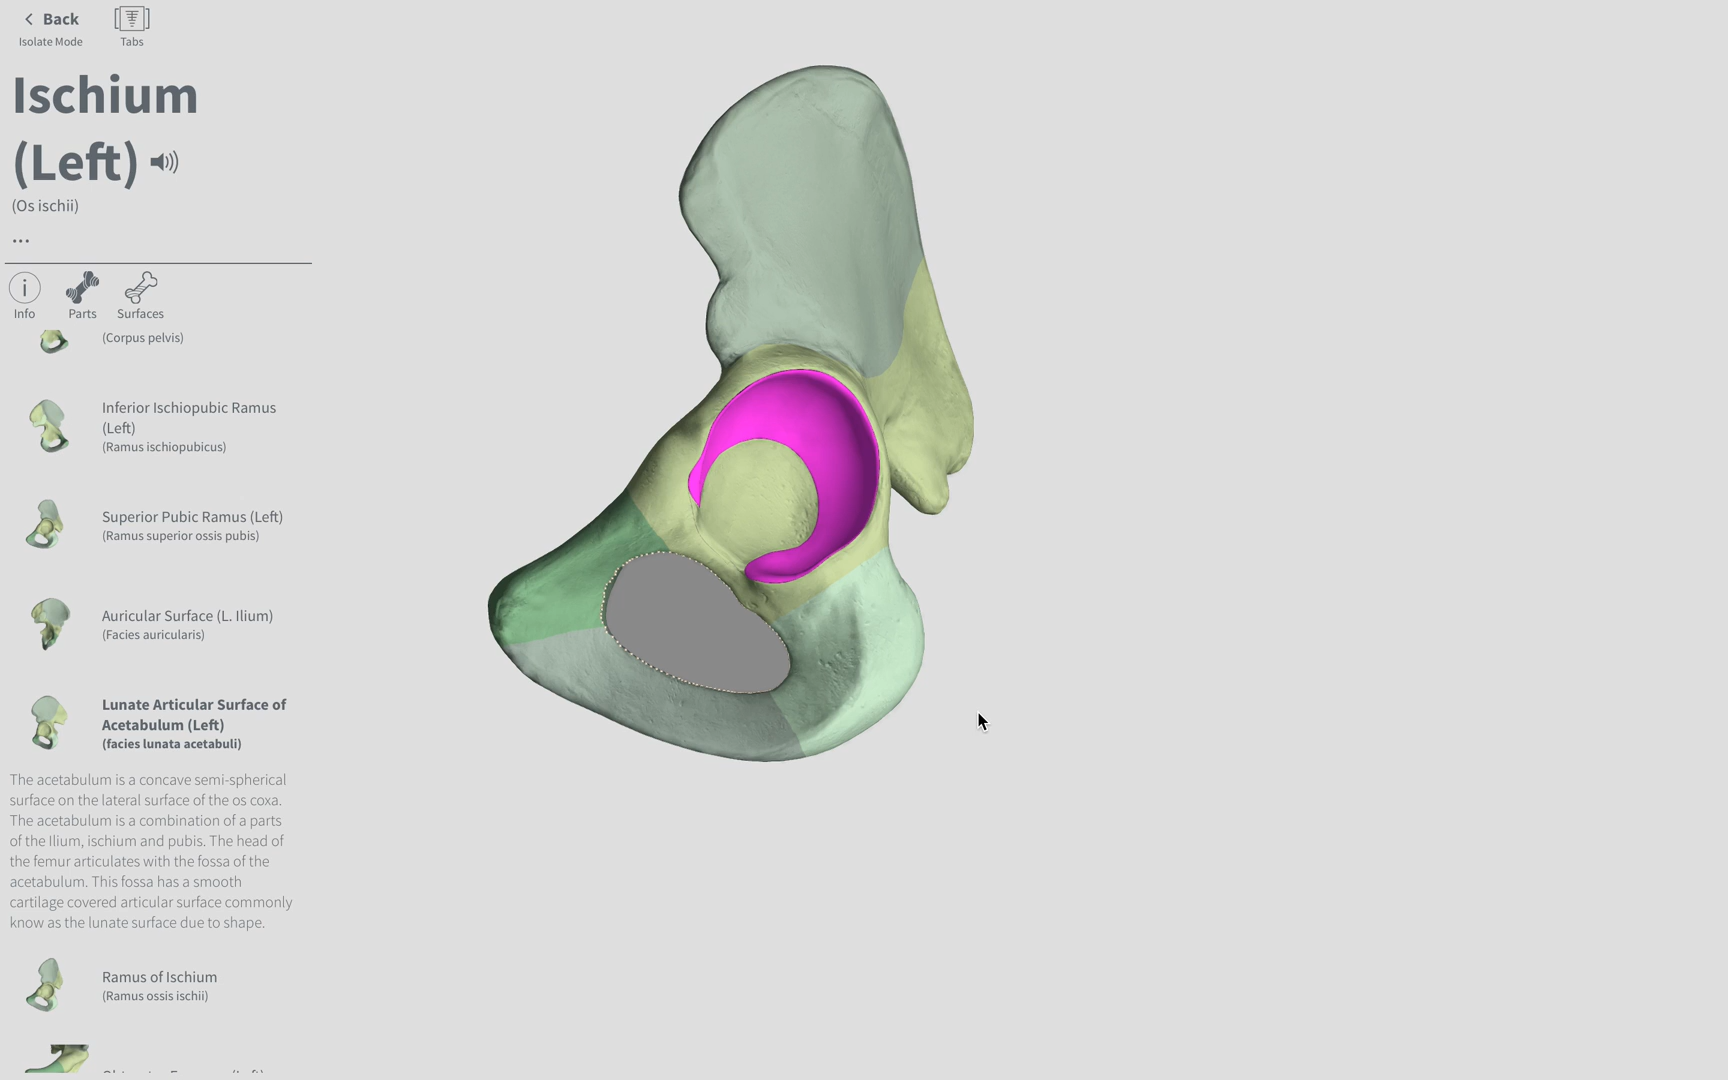 Back
Isolate Mode
Tabs
Ischium
(Left)
(Os ischii)
...
Info
Parts
Surfaces
(Corpus pelvis)
Inferior Ischiopubic Ramus
(Left)
(Ramus ischiopubicus)
Superior Pubic Ramus (Left)
(Ramus superior ossis pubis)
Auricular Surface (L. Ilium)
(Facies auricularis)
Lunate Articular Surface of
Acetabulum (Left)
(facies lunata acetabuli)
The acetabulum is a concave semi-spherical
surface on the lateral surface of the os coxa.
The acetabulum is a combination of a parts
of the Ilium, ischium and pubis. The head of
the femur articulates with the fossa of the
acetabulum. This fossa has a smooth
cartilage covered articular surface commonly
know as the lunate surface due to shape.
Ramus of Ischium
(Ramus ossis ischii)